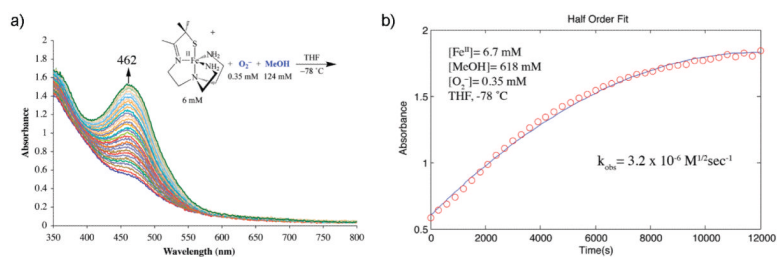 a)
+
F
S
II
Fe
N
NH2
NH2
N
+ O2⁻ + MeOH
0.35 mM 124 mM
THF
–78 °C
6 mM
462
2
1.8
1.6
1.4
1.2
1
0.8
0.6
0.4
0.2
0
Absorbance
350 400 450 500 550 600 650 700 750 800
Wavelength (nm)
b)
Half Order Fit
[Feᴵᴵ]= 6.7 mM
[MeOH]= 618 mM
[O2⁻]= 0.35 mM
THF, -78 °C
kobs= 3.2 x 10⁻⁶ M¹/²sec⁻¹
2
1.5
1
0.5
Absorbance
0 2000 4000 6000 8000 10000 12000
Time(s)